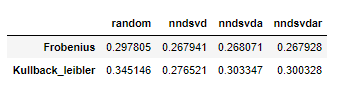 random nndsvd nndsvda nndsvdar
Frobenius 0.297805 0.267941 0.268071 0.267928
Kullback_leibler 0.345146 0.276521 0.303347 0.300328